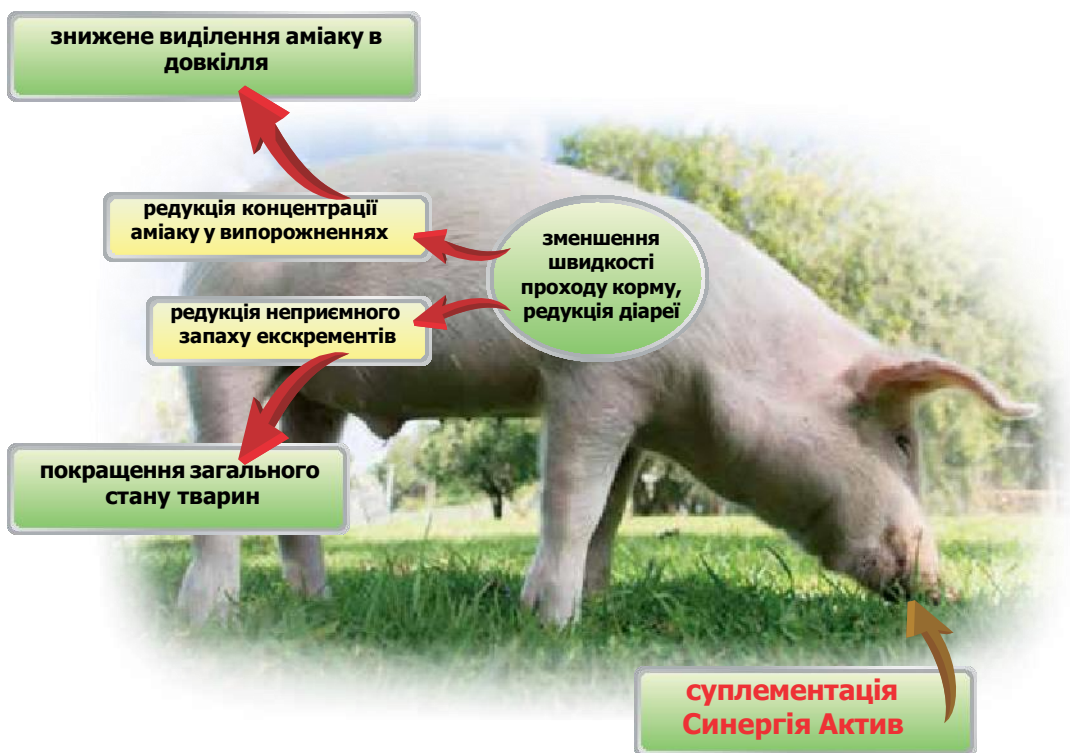 знижене виділення аміаку в
довкілля
редукція концентрації
аміаку у випорожненнях
зменшення
швидкості
проходу корму,
редукція діареї
редукція неприємного
запаху екскрементів
покращення загального
стану тварин
суплементація
Синергія Актив